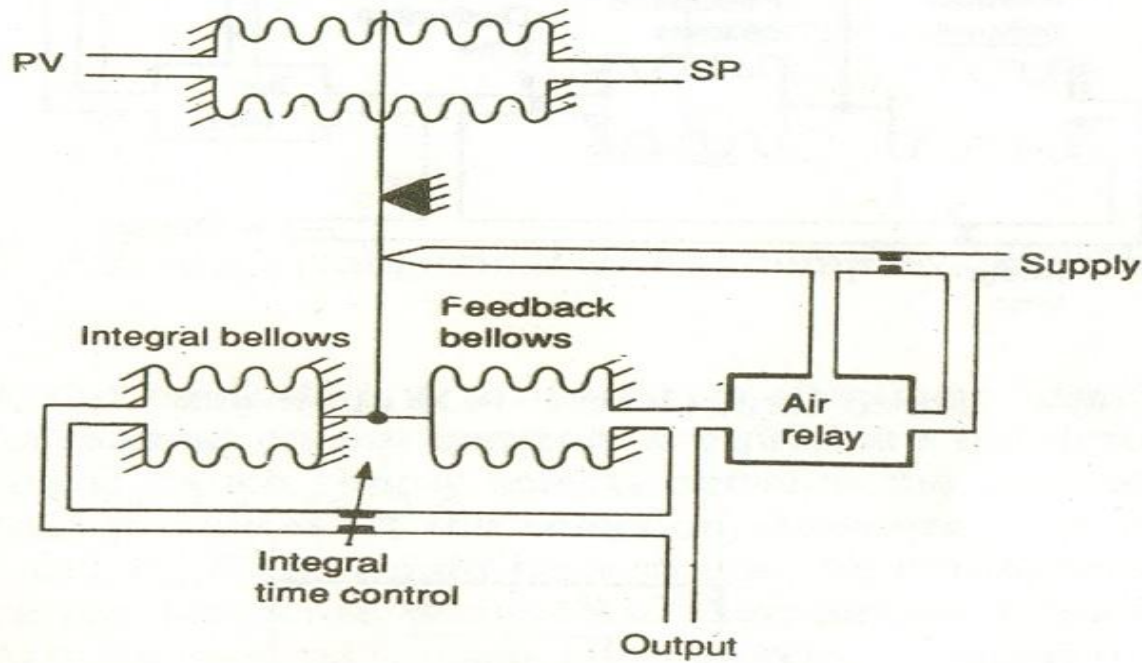 PV
SP
Supply
Integral bellows
Feedback
bellows
Air
relay
Integral
time control
Output